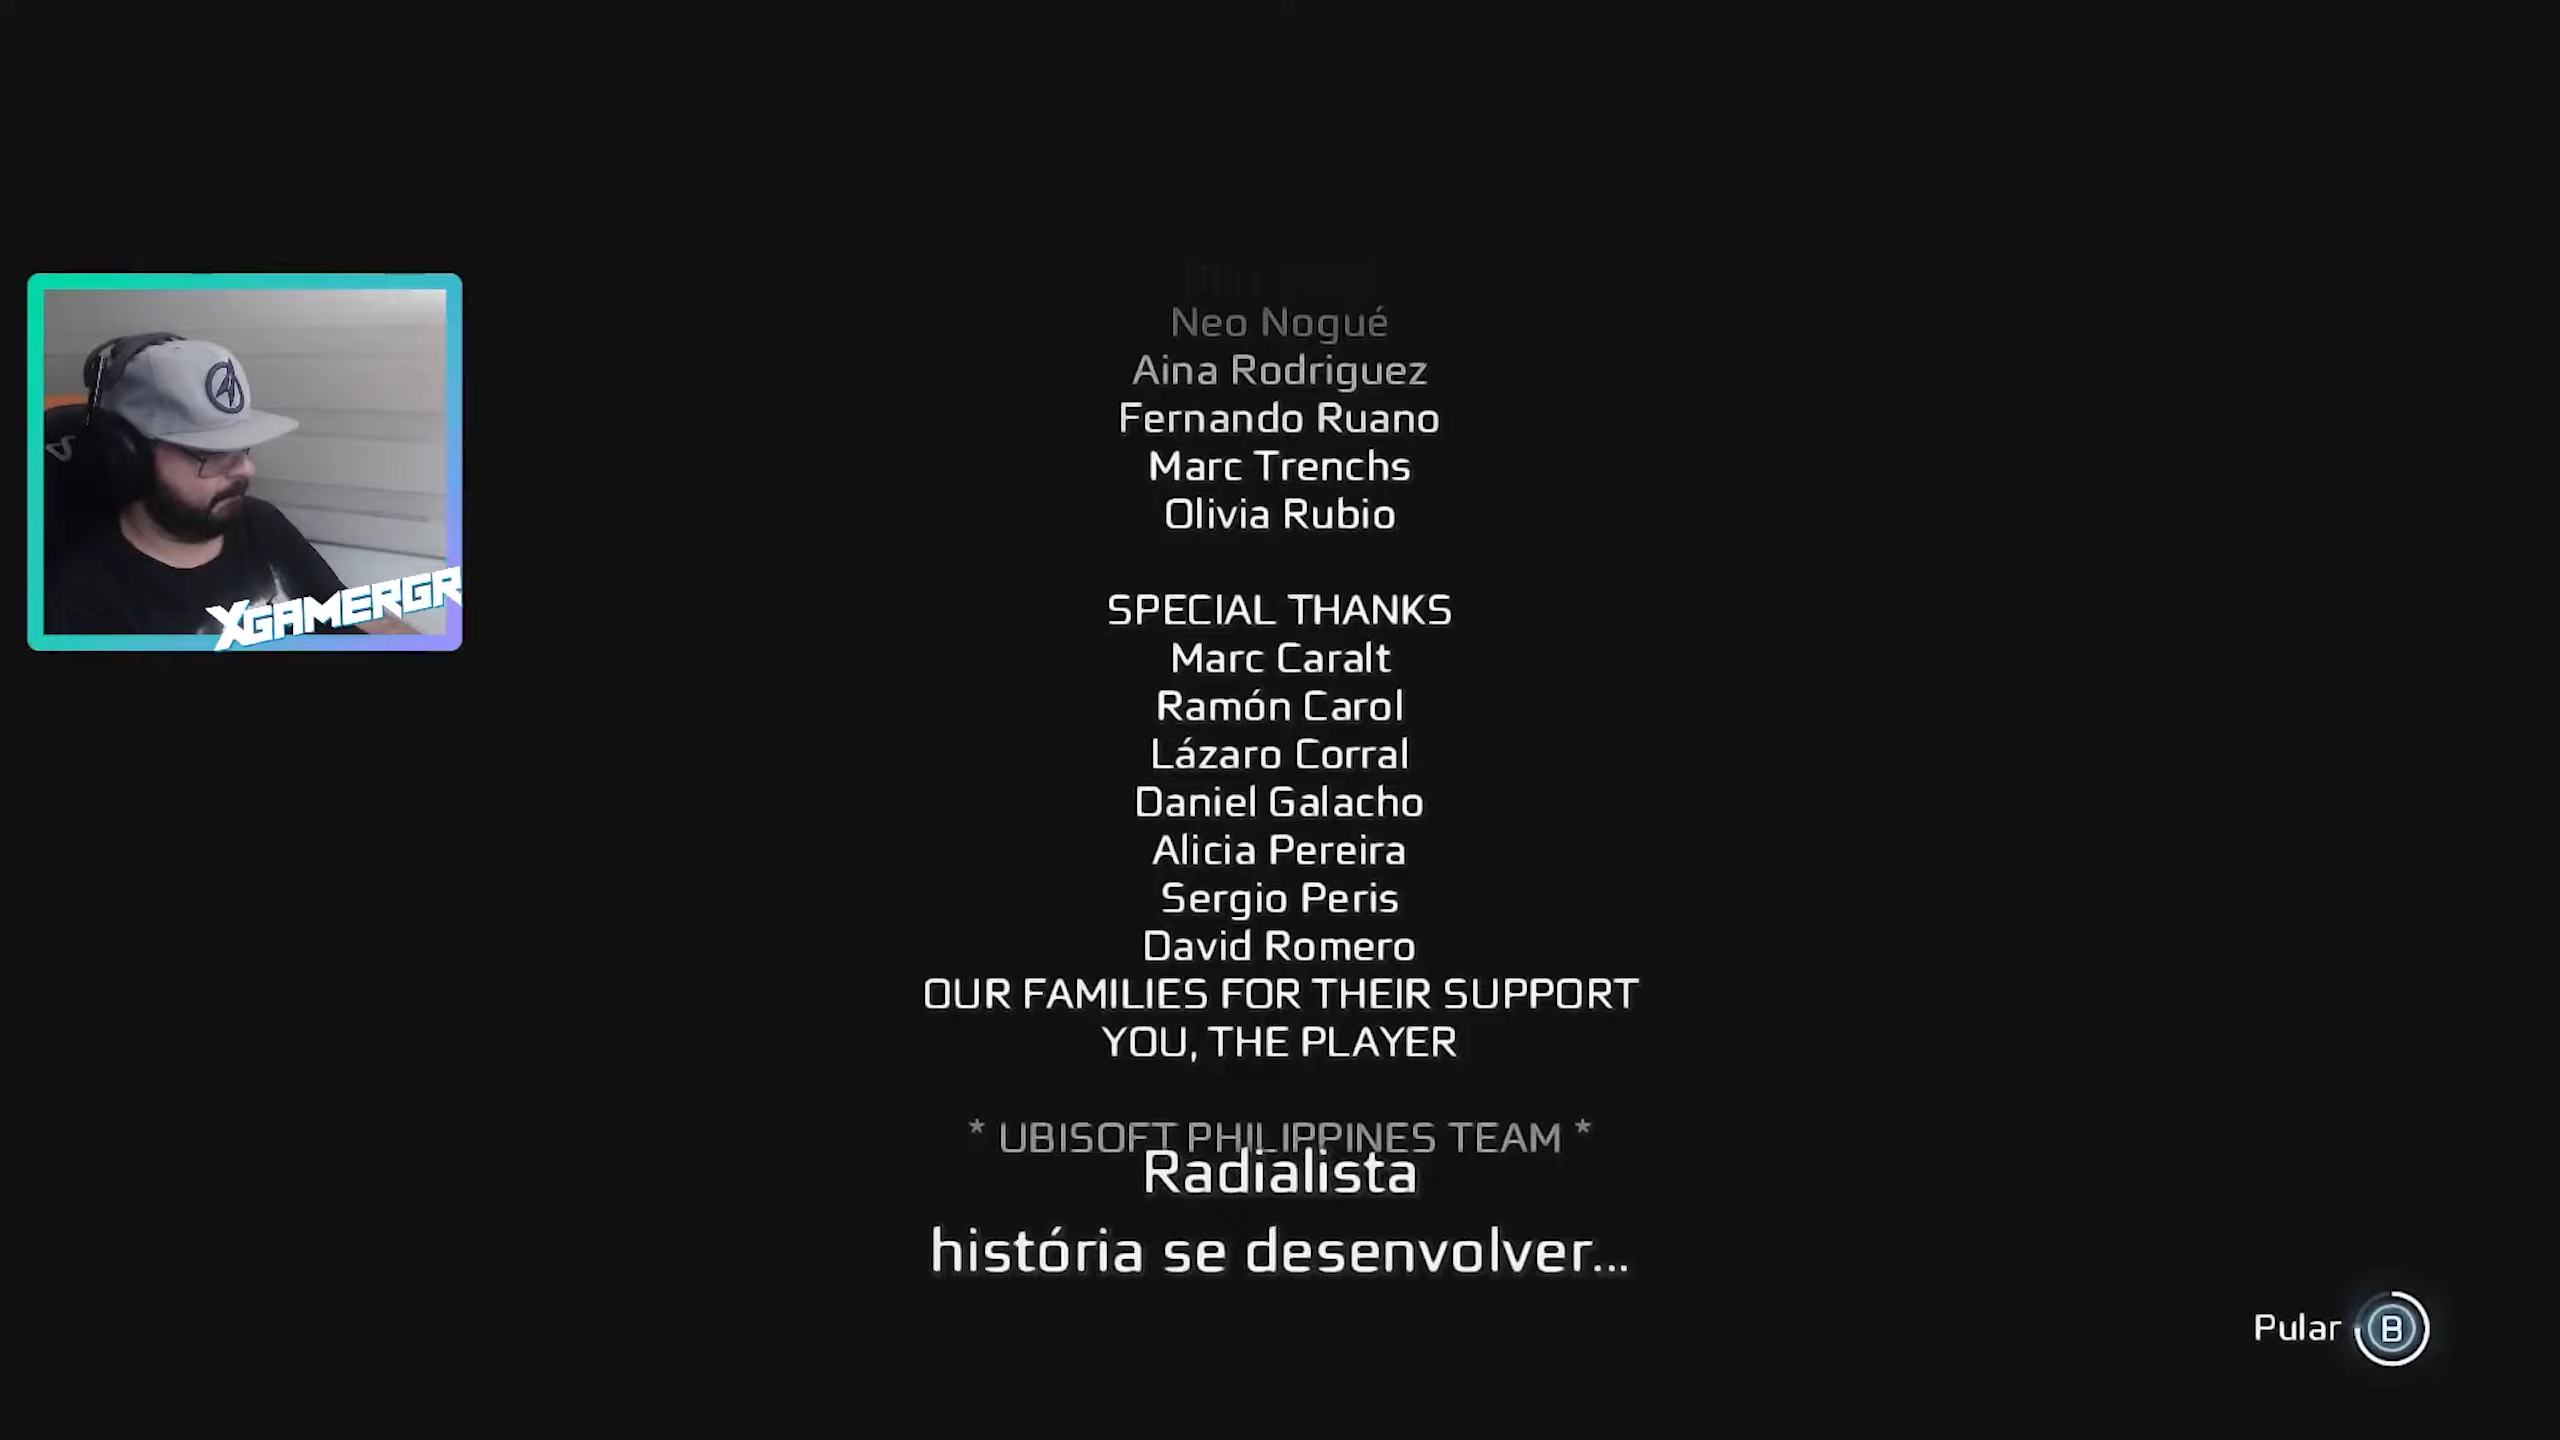 Neo Nogué
Aina Rodriguez
Fernando Ruano
Marc Trenchs
Olivia Rubio
SPECIAL THANKS
Marc Caralt
Ramón Carol
Lázaro Corral
Daniel Galacho
Alicia Pereira
Sergio Peris
David Romero
OUR FAMILIES FOR THEIR SUPPORT
YOU, THE PLAYER
* UBISOFT PHILIPPINES TEAM *
Radialista
história se desenvolver...
XGAMERGR
Pular B